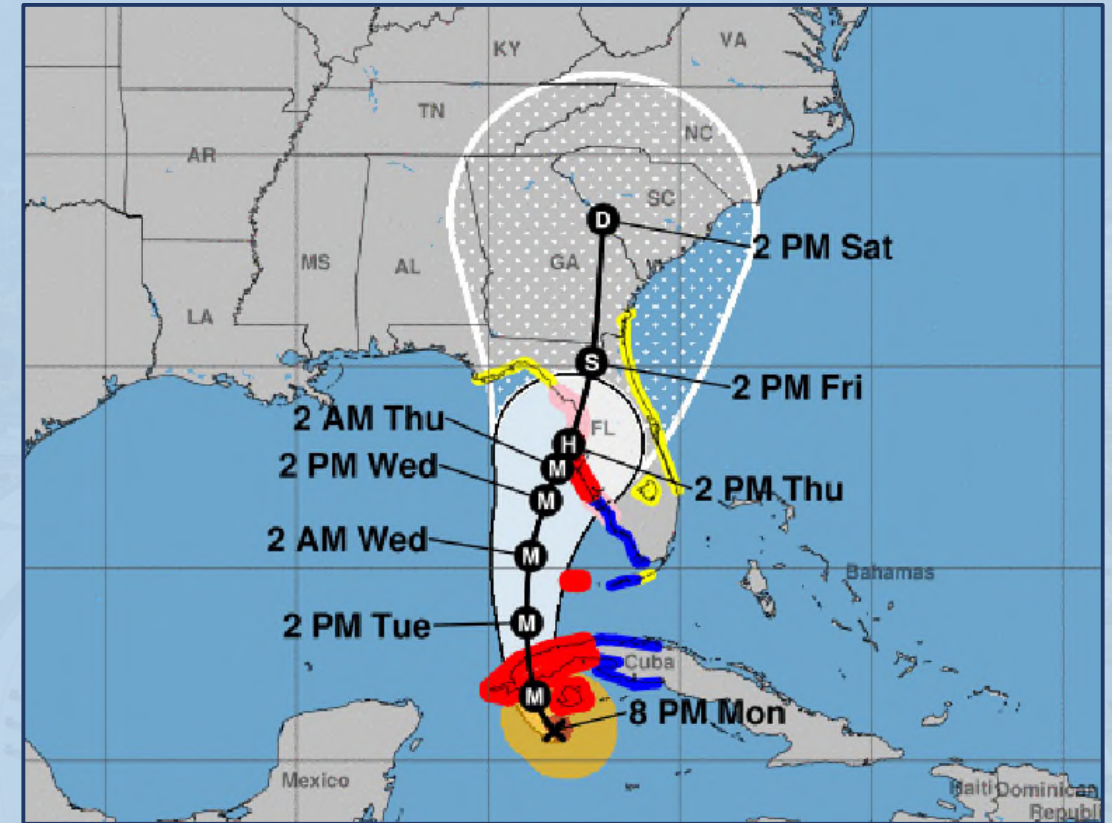 KY
VA
TN
NC
AR
SC
D
2 PM Sat
MS
AL
GA
LA
S
2 PM Fri
2 AM Thu
FL
H
2 PM Wed
M
2 PM Thu
M
2 AM Wed
M
Bahamas
2 PM Tue
M
Cuba
M
8 PM Mon
Mexico
Haiti
Dominican
Republi